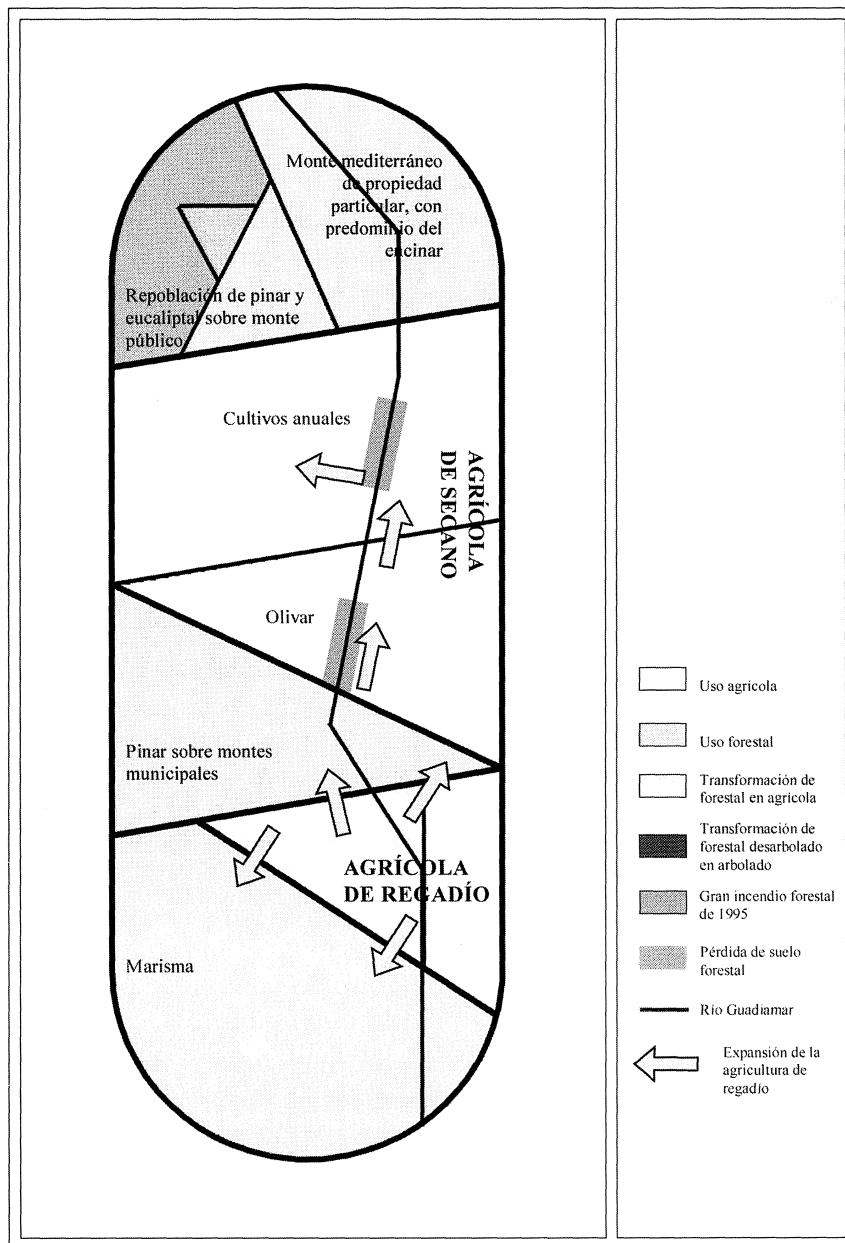 Monte mediterráneo
de propiedad
particular, con
predominio del
encinar
Repoblación de pinar y
eucaliptal sobre monte
público
Cultivos anuales
AGRÍCOLA
DE SECANO
Olivar
Pinar sobre montes
municipales
AGRÍCOLA
DE REGADÍO
Marisma
Uso agrícola
Uso forestal
Transformación de
forestal en agrícola
Transformación de
forestal desarbolado
en arbolado
Gran incendio forestal
de 1995
Pérdida de suelo
forestal
Río Guadiamar
Expansión de la
agricultura de
regadío